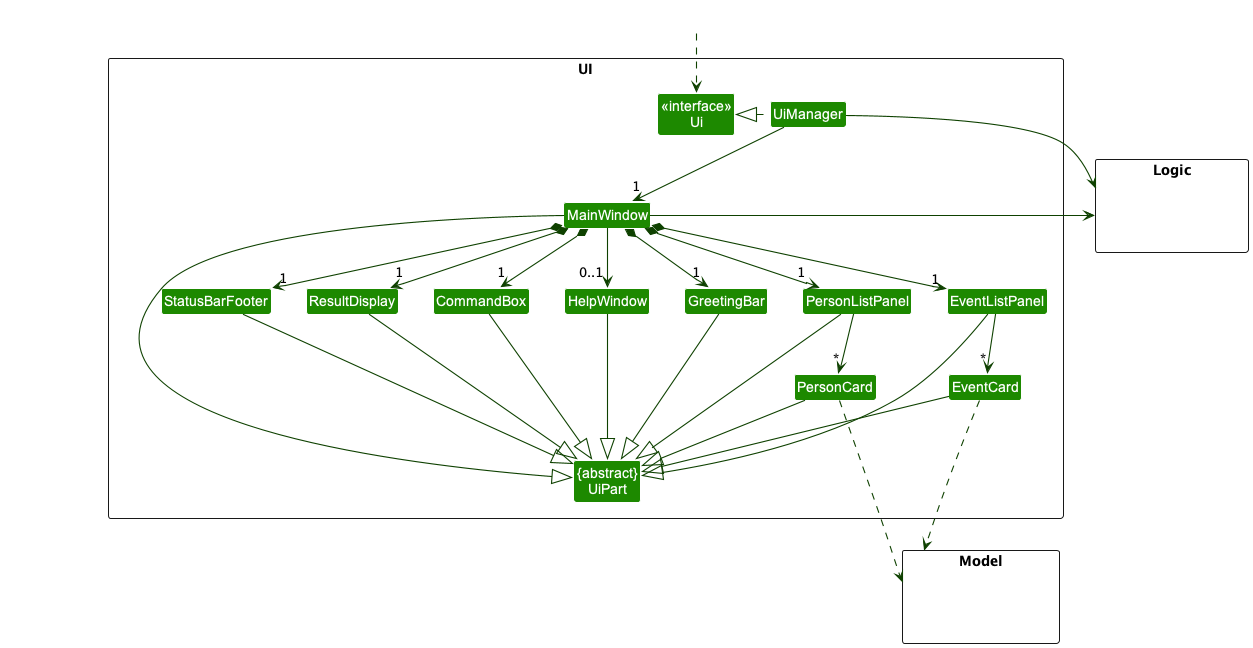 UI
«interface»
Ui
UiManager
Logic
1
MainWindow
1
1
1
0..1
1
1
1
StatusBarFooter
ResultDisplay
CommandBox
HelpWindow
GreetingBar
PersonListPanel
EventListPanel
*
*
PersonCard
EventCard
{abstract}
UiPart
Model